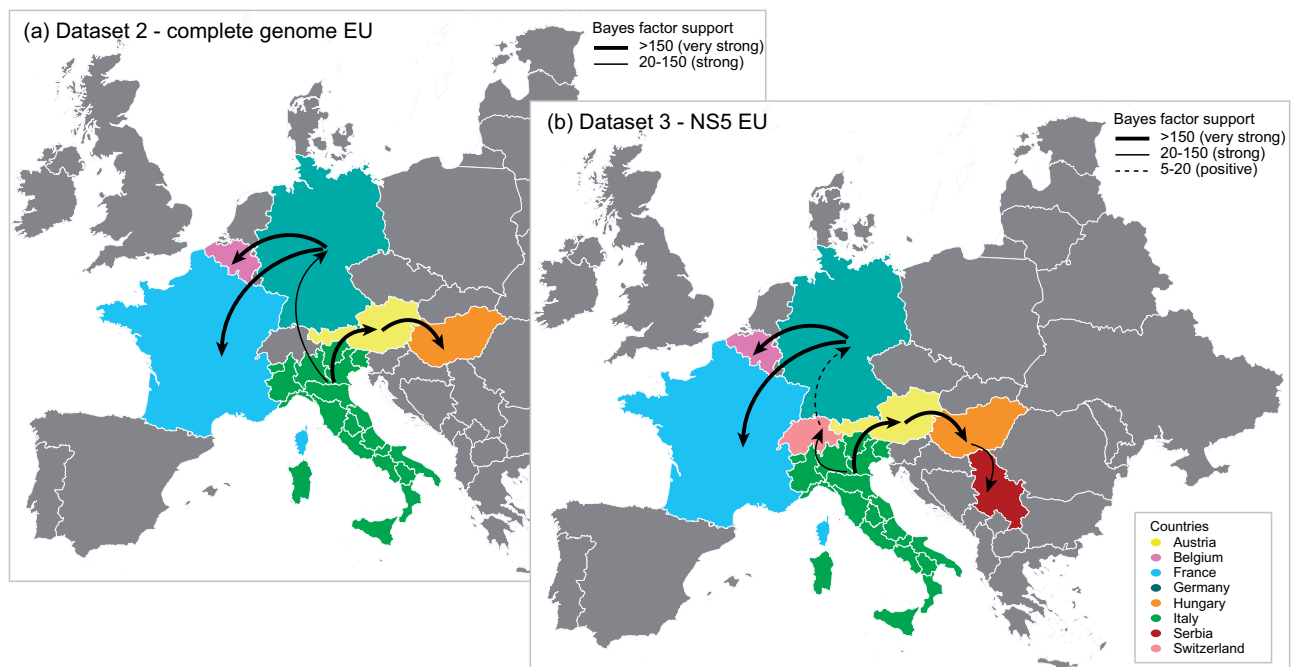 (a) Dataset 2 - complete genome EU
Bayes factor support
>150 (very strong)
20-150 (strong)
(b) Dataset 3 - NS5 EU
Bayes factor support
>150 (very strong)
20-150 (strong)
5-20 (positive)
Countries
Austria
Belgium
France
Germany
Hungary
Italy
Serbia
Switzerland